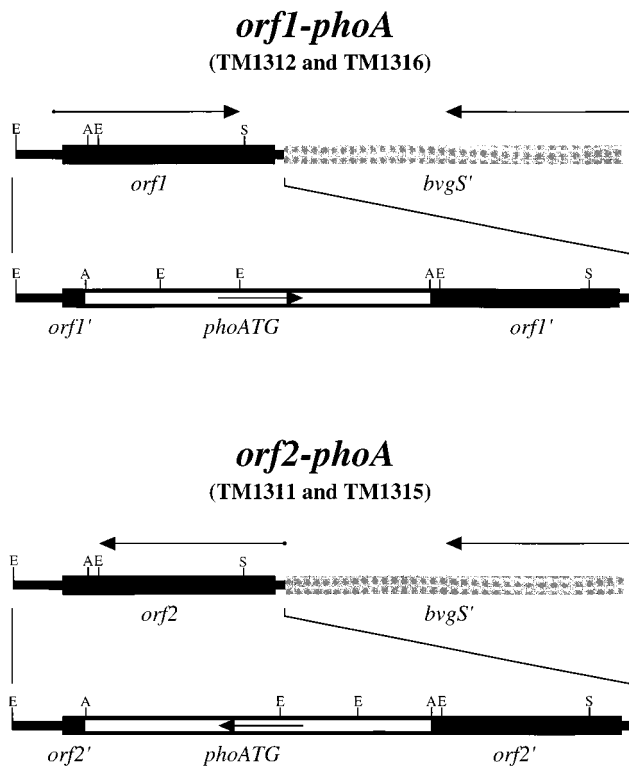 orf1-phoA
(TM1312 and TM1316)
E A E S
orf1 bvgS'
E A E E A E S
orf1' phoATG orf1'
orf2-phoA
(TM1311 and TM1315)
E A E S
orf2 bvgS'
E A E E A E S
orf2' phoATG orf2'